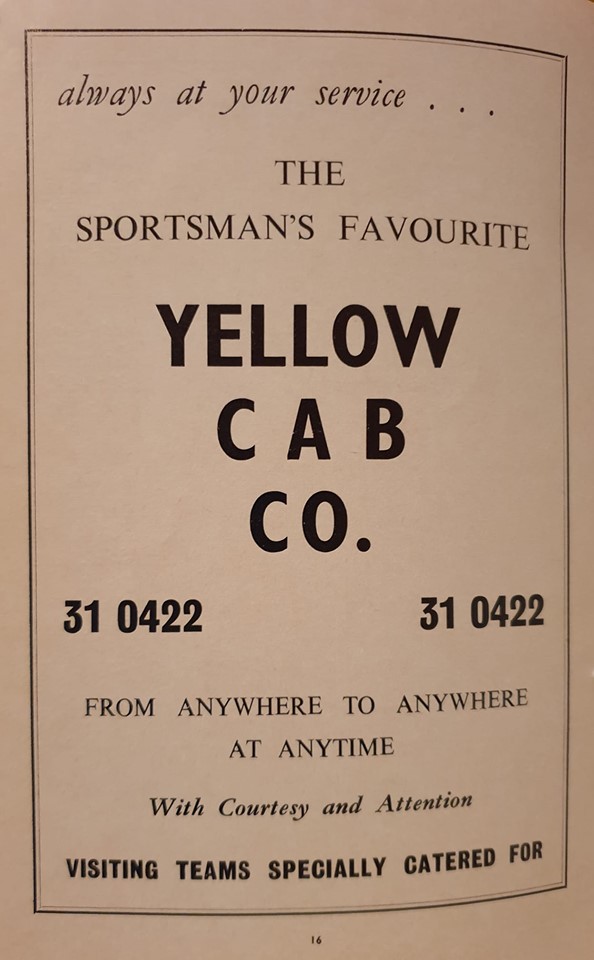 always at your service . . .
THE
SPORTSMAN'S FAVOURITE
YELLOW
CAB
CO.
31 0422 31 0422
FROM ANYWHERE TO ANYWHERE
AT ANYTIME
With Courtesy and Attention
VISITING TEAMS SPECIALLY CATERED FOR
16